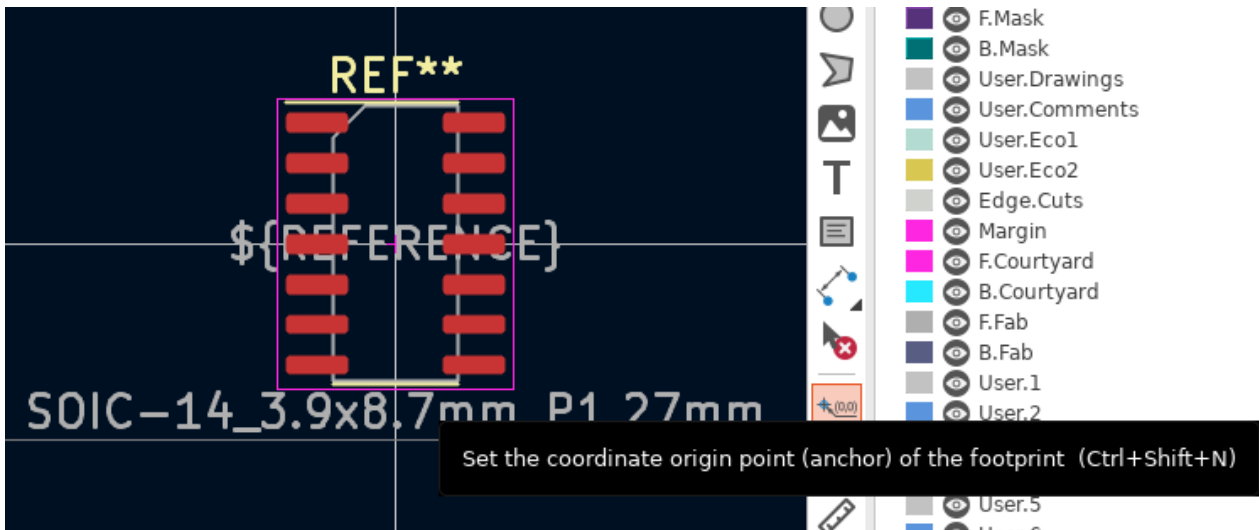 F.Mask
REF**
B.Mask
User.Drawings
User.Comments
User.Eco1
T
User.Eco2
Edge.Cuts
${REFERENCE}
Margin
F.Courtyard
B.Courtyard
F.Fab
B.Fab
User.1
SOIC-14_3.9x8.7mm_P1.27mm
(0,0)
User.2
Set the coordinate origin point (anchor) of the footprint (Ctrl+Shift+N)
User.5